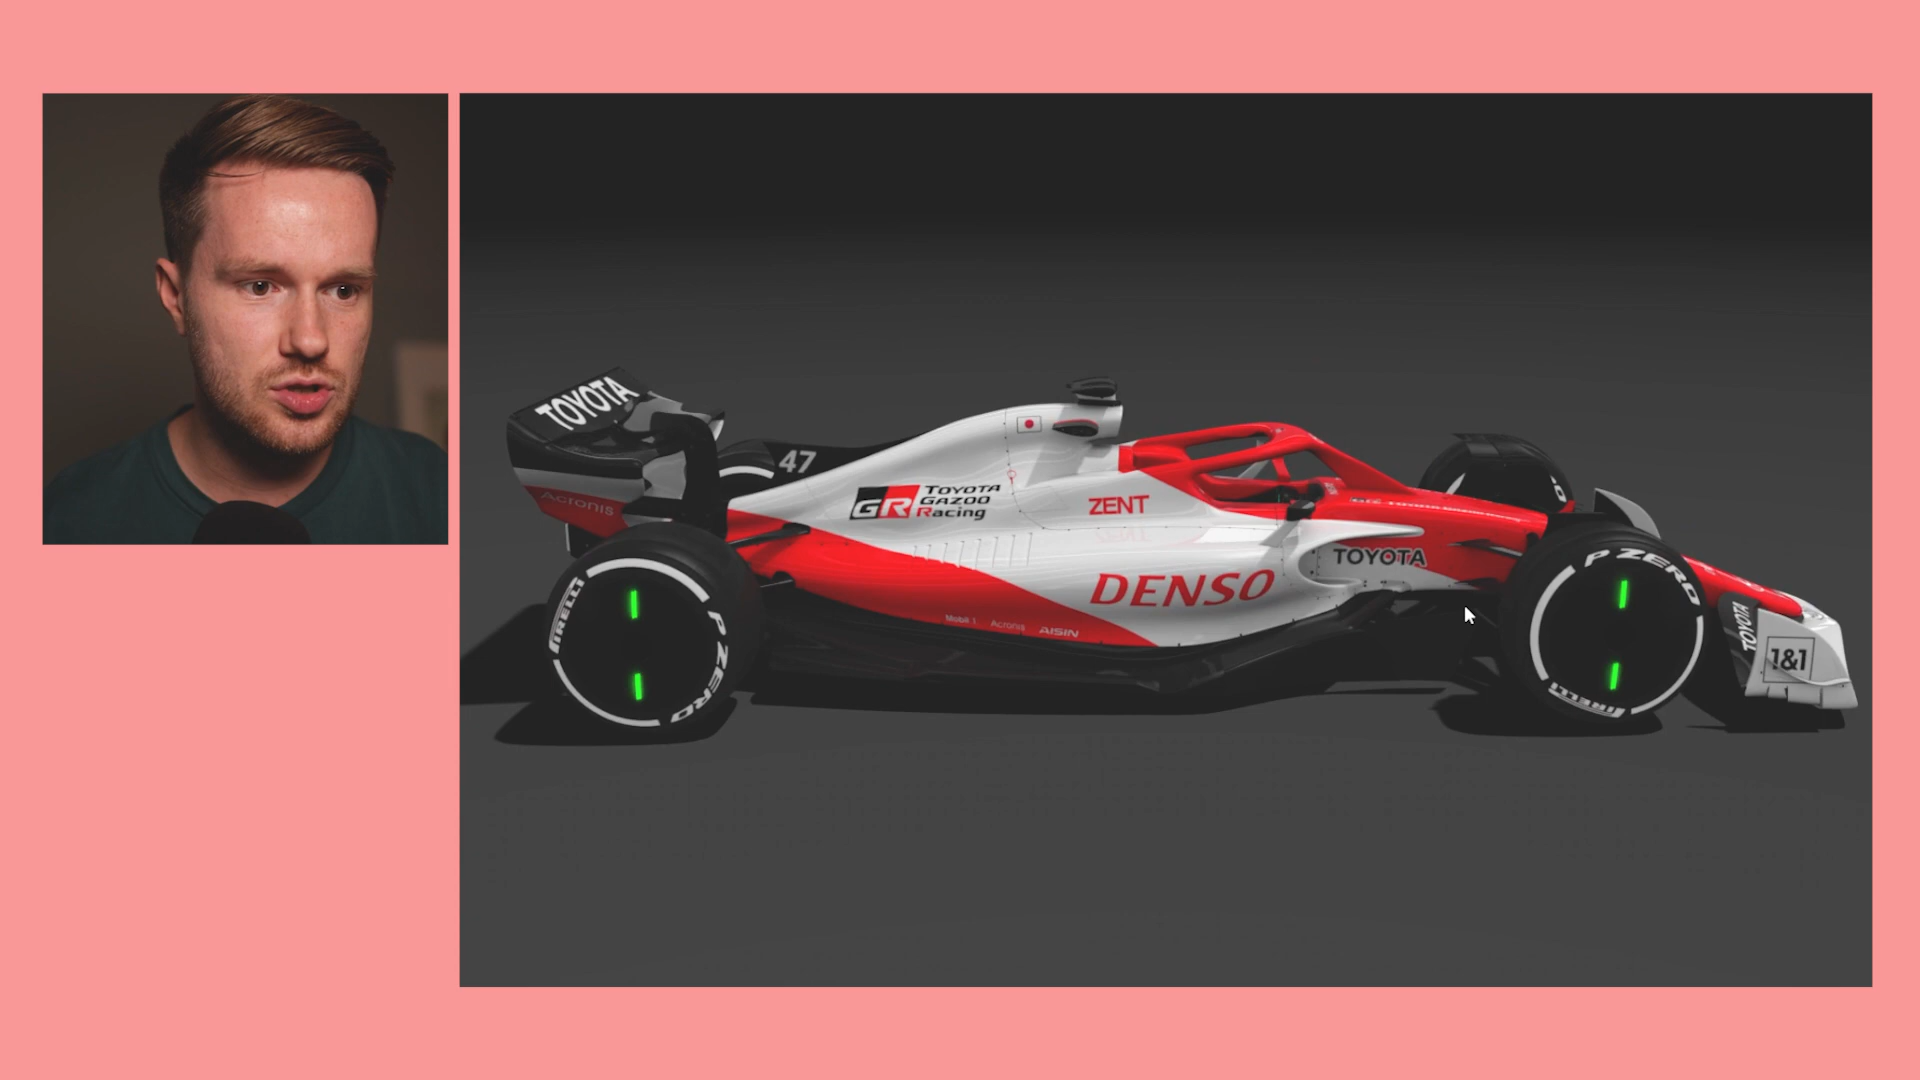 TOYOTA
47
Acronis
GR
TOYOTA
GAZOO
Racing
ZENT
TOYOTA
DENSO
Mobil 1
Acronis
AISIN
PIRELLI
P ZERO
P ZERO
P ZERO
PIRELLI
TOYOTA
1&1